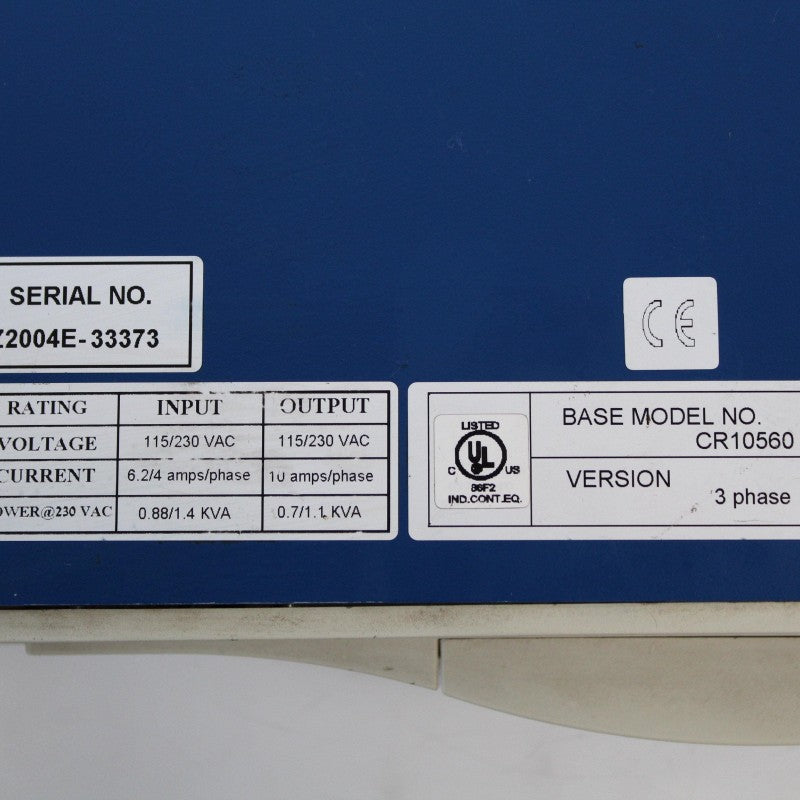 SERIAL NO.
Z2004E-33373
CE
RATING INPUT OUTPUT
VOLTAGE 115/230 VAC 115/230 VAC
CURRENT 6.2/4 amps/phase 10 amps/phase
OWER@230 VAC 0.88/1.4 KVA 0.7/1.1 KVA
LISTED
UL
C US
86F2
IND.CONT.EQ.
BASE MODEL NO.
CR10560
VERSION
3 phase